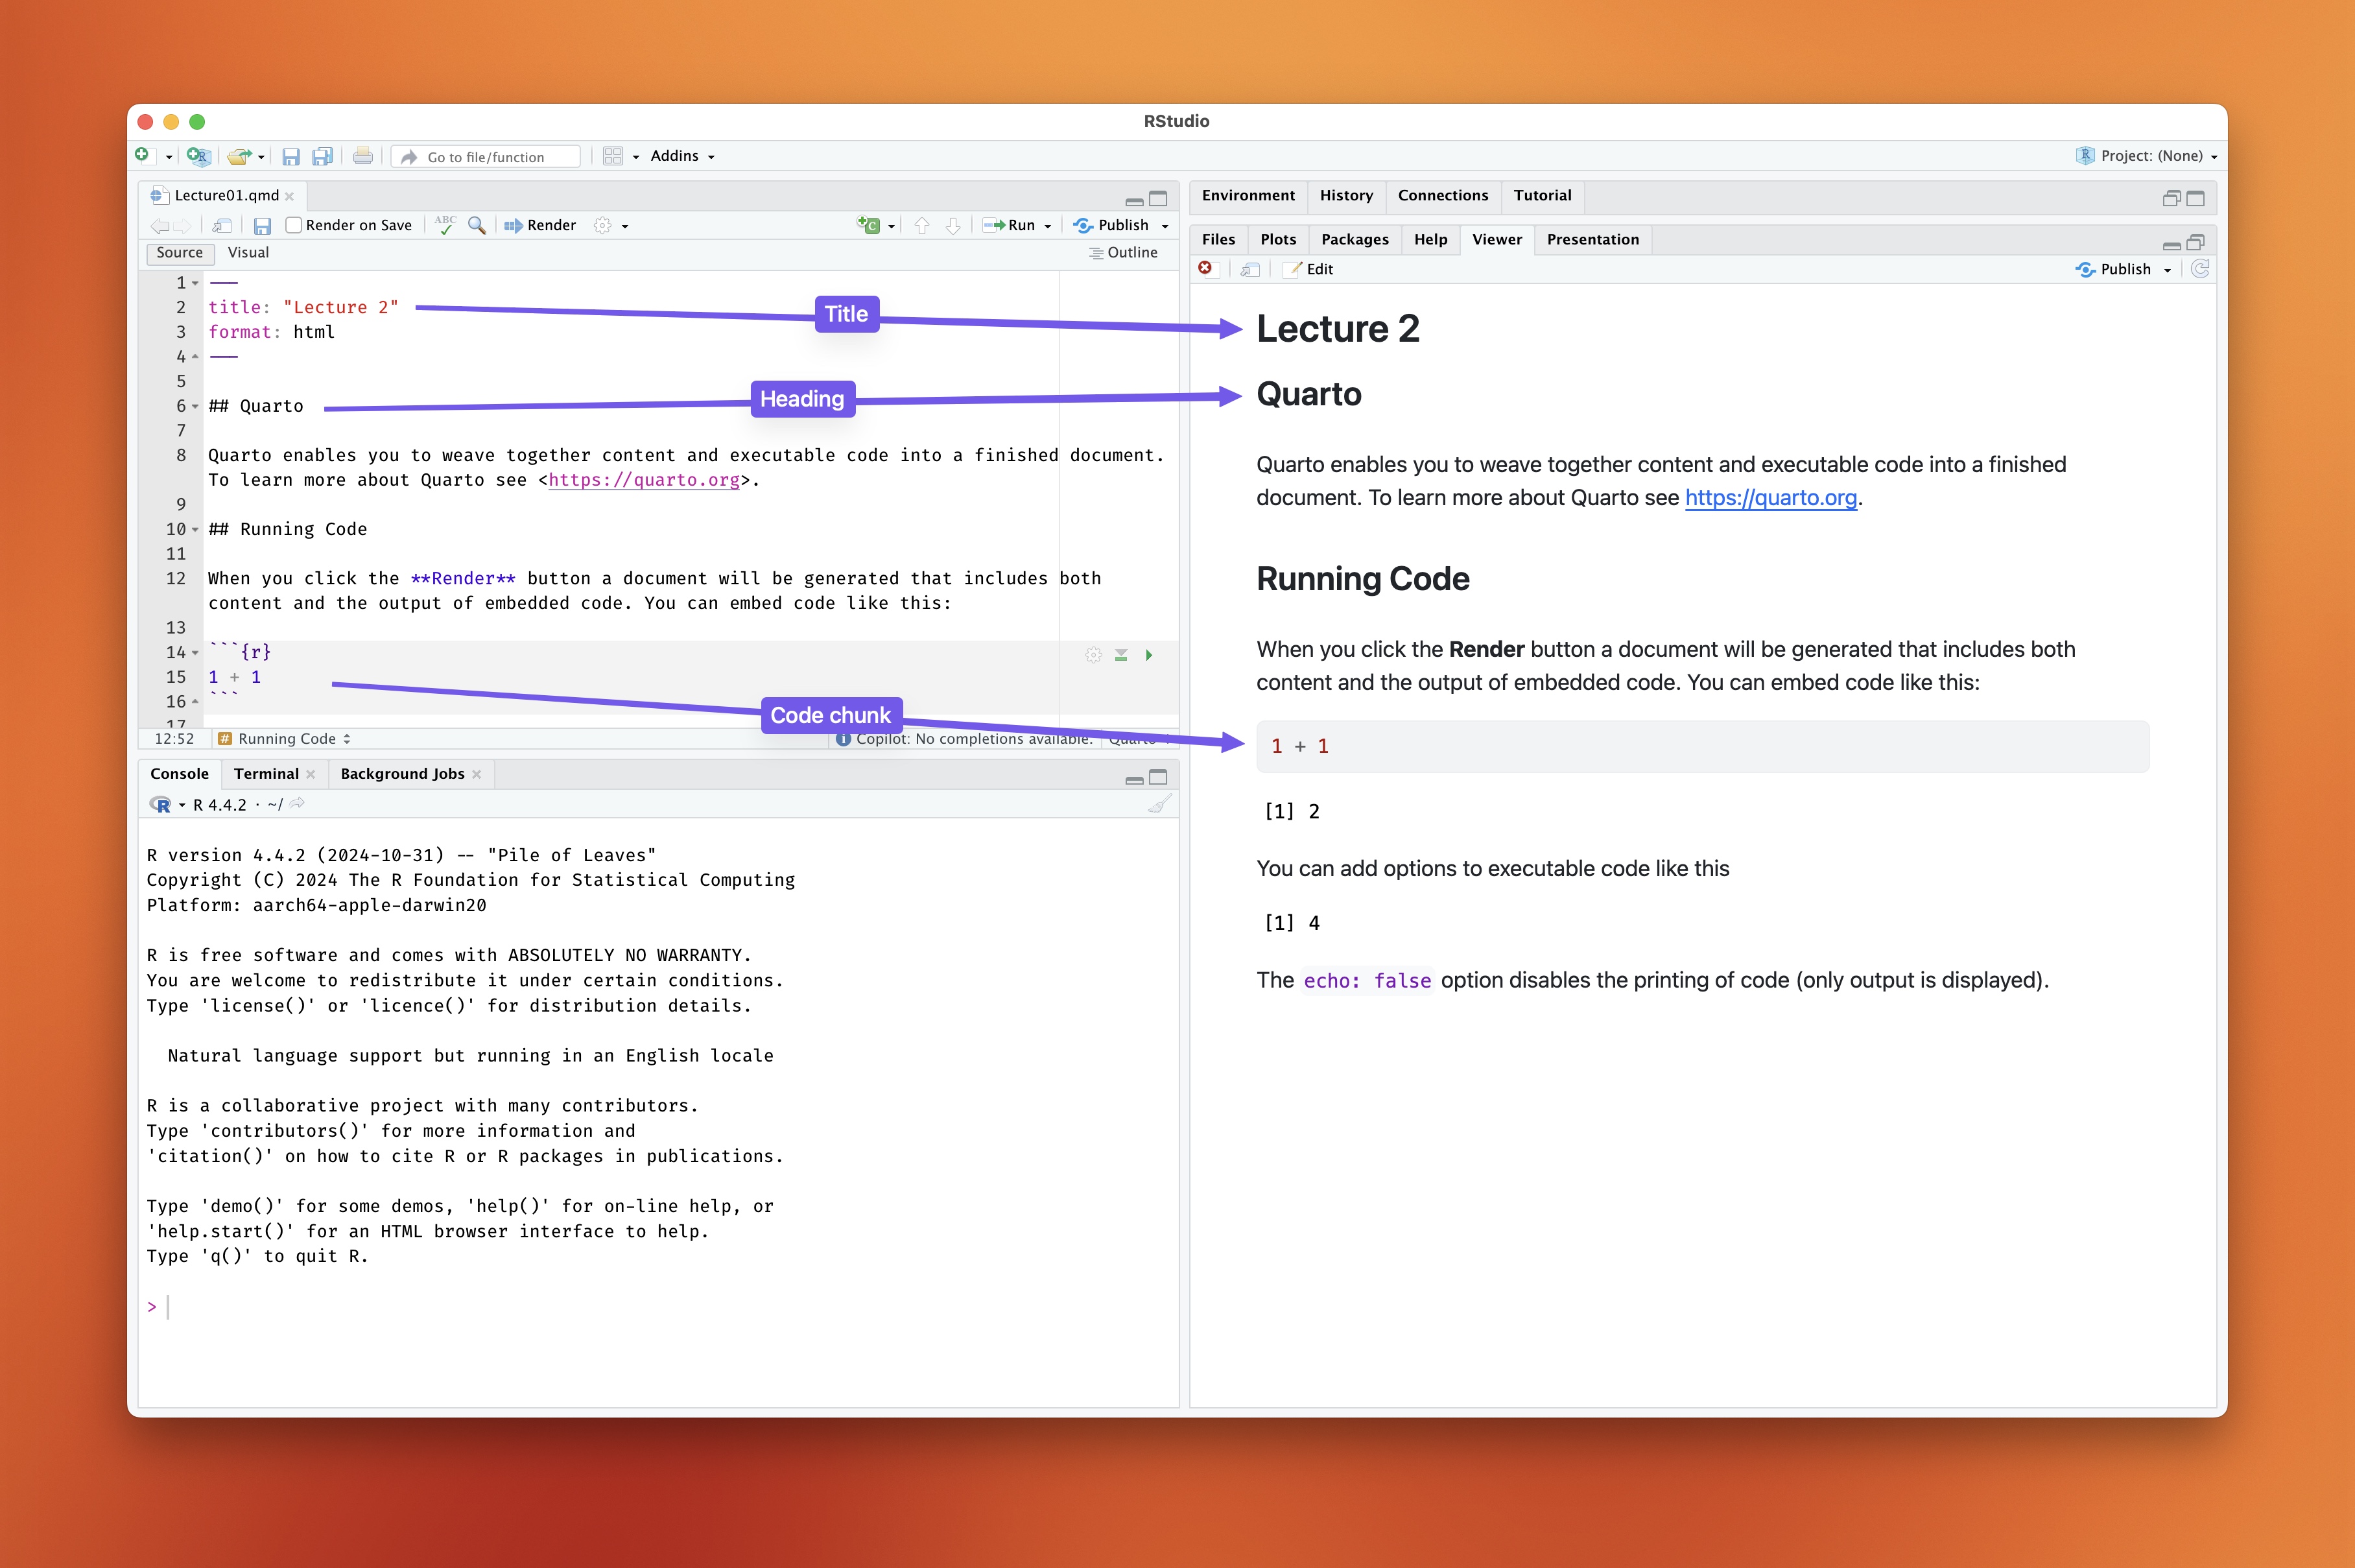 RStudio
Go to file/function
Addins
Project: (None)
Lecture01.qmd
Render on Save
ABC
Render
Run
Publish
Source
Visual
Outline
1 ---
2 title: "Lecture 2"
3 format: html
4 ---
5
6 ## Quarto
7
8 Quarto enables you to weave together content and executable code into a finished document.
To learn more about Quarto see <https://quarto.org>.
9
10 ## Running Code
11
12 When you click the **Render** button a document will be generated that includes both
content and the output of embedded code. You can embed code like this:
13
14 ```{r}
15 1 + 1
16 ```
17
Title
Heading
Code chunk
12:52
# Running Code
Copilot: No completions available.
Quarto
Console
Terminal
Background Jobs
R 4.4.2 · ~/
R version 4.4.2 (2024-10-31) -- "Pile of Leaves"
Copyright (C) 2024 The R Foundation for Statistical Computing
Platform: aarch64-apple-darwin20
R is free software and comes with ABSOLUTELY NO WARRANTY.
You are welcome to redistribute it under certain conditions.
Type 'license()' or 'licence()' for distribution details.
Natural language support but running in an English locale
R is a collaborative project with many contributors.
Type 'contributors()' for more information and
'citation()' on how to cite R or R packages in publications.
Type 'demo()' for some demos, 'help()' for on-line help, or
'help.start()' for an HTML browser interface to help.
Type 'q()' to quit R.
>
Environment
History
Connections
Tutorial
Files
Plots
Packages
Help
Viewer
Presentation
Edit
Publish
Lecture 2
Quarto
Quarto enables you to weave together content and executable code into a finished
document. To learn more about Quarto see https://quarto.org.
Running Code
When you click the Render button a document will be generated that includes both
content and the output of embedded code. You can embed code like this:
1 + 1
[1] 2
You can add options to executable code like this
[1] 4
The echo: false option disables the printing of code (only output is displayed).